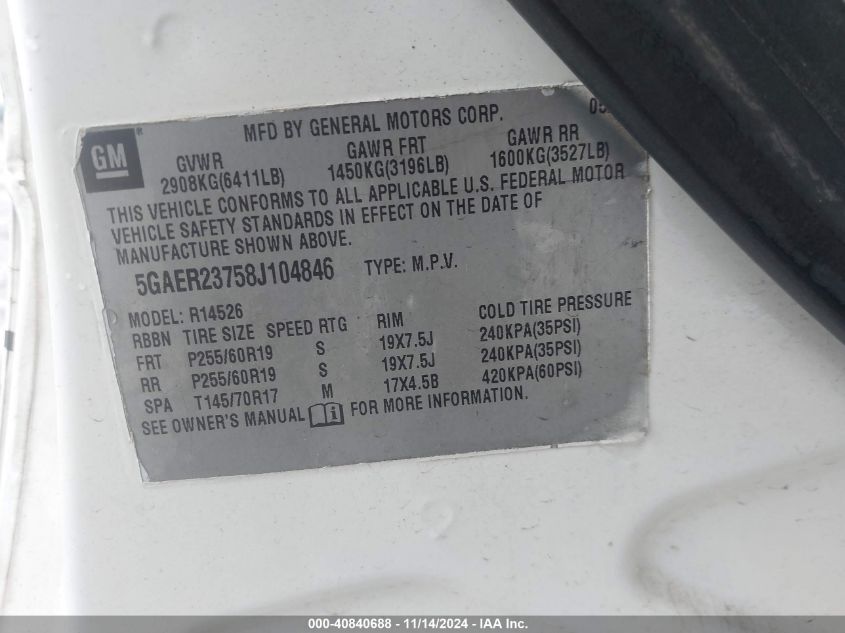 GM ®
MFD BY GENERAL MOTORS CORP.
GVWR GAWR FRT GAWR RR
2908KG(6411LB) 1450KG(3196LB) 1600KG(3527LB)
THIS VEHICLE CONFORMS TO ALL APPLICABLE U.S. FEDERAL MOTOR
VEHICLE SAFETY STANDARDS IN EFFECT ON THE DATE OF
MANUFACTURE SHOWN ABOVE.
5GAER23758J104846 TYPE: M.P.V.
MODEL: R14526
RBBN TIRE SIZE SPEED RTG RIM COLD TIRE PRESSURE
FRT P255/60R19 S 19X7.5J 240KPA(35PSI)
RR P255/60R19 S 19X7.5J 240KPA(35PSI)
SPA T145/70R17 M 17X4.5B 420KPA(60PSI)
SEE OWNER'S MANUAL i FOR MORE INFORMATION.
000-40840688 - 11/14/2024 - IAA Inc.